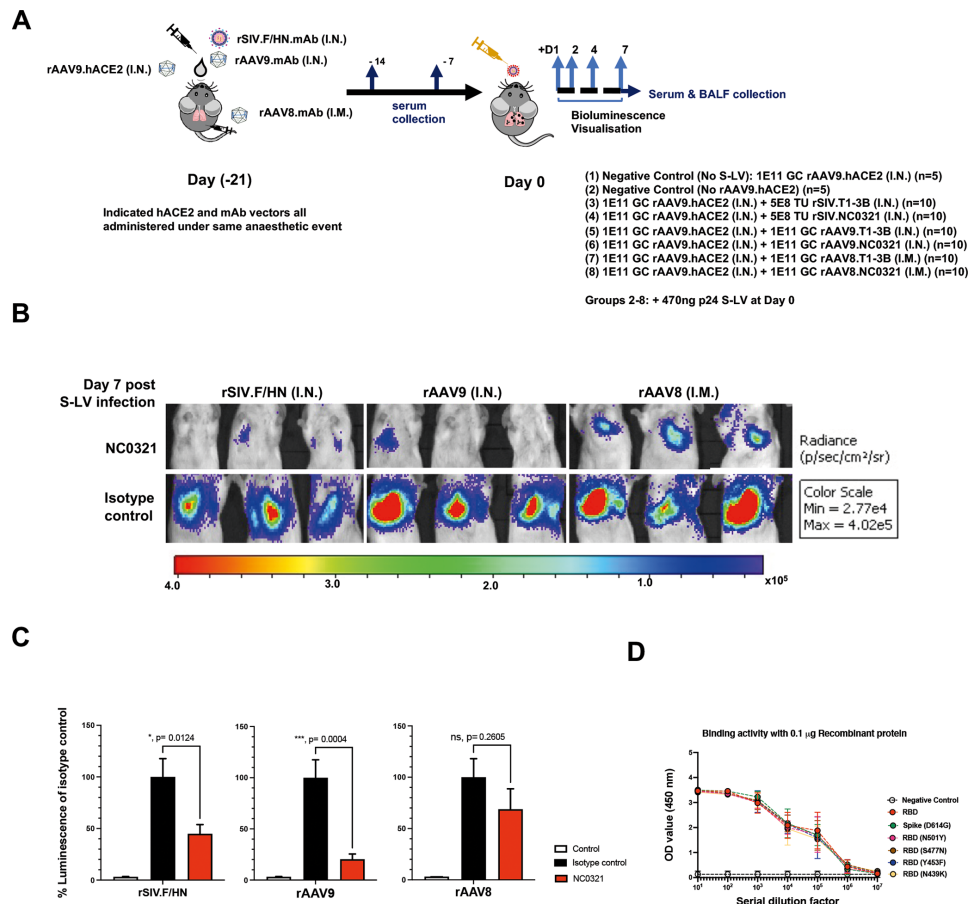 A
rSIV.F/HN.mAb (I.N.)
rAAV9.hACE2 (I.N.)
rAAV9.mAb (I.N.)
rAAV8.mAb (I.M.)
- 14
- 7
serum
collection
+D1 2 4 7
Serum & BALF collection
Bioluminescence
Visualisation
Day (-21)
Day 0
Indicated hACE2 and mAb vectors all
administered under same anaesthetic event
(1) Negative Control (No S-LV): 1E11 GC rAAV9.hACE2 (I.N.) (n=5)
(2) Negative Control (No rAAV9.hACE2) (n=5)
(3) 1E11 GC rAAV9.hACE2 (I.N.) + 5E8 TU rSIV.T1-3B (I.N.) (n=10)
(4) 1E11 GC rAAV9.hACE2 (I.N.) + 5E8 TU rSIV.NC0321 (I.N.) (n=10)
(5) 1E11 GC rAAV9.hACE2 (I.N.) + 1E11 GC rAAV9.T1-3B (I.N.) (n=10)
(6) 1E11 GC rAAV9.hACE2 (I.N.) + 1E11 GC rAAV9.NC0321 (I.N.) (n=10)
(7) 1E11 GC rAAV9.hACE2 (I.N.) + 1E11 GC rAAV8.T1-3B (I.M.) (n=10)
(8) 1E11 GC rAAV9.hACE2 (I.N.) + 1E11 GC rAAV8.NC0321 (I.M.) (n=10)
Groups 2-8: + 470ng p24 S-LV at Day 0
B
Day 7 post
S-LV infection
rSIV.F/HN (I.N.)
rAAV9 (I.N.)
rAAV8 (I.M.)
NC0321
Isotype
control
Radiance
(p/sec/cm²/sr)
Color Scale
Min = 2.77e4
Max = 4.02e5
4.0 3.0 2.0 1.0 x10⁵
C
% Luminescence of isotype control
150
100
50
0
*, p= 0.0124
rSIV.F/HN
150
100
50
0
***, p= 0.0004
rAAV9
150
100
50
0
ns, p= 0.2605
rAAV8
Control
Isotype control
NC0321
D
Binding activity with 0.1 µg Recombinant protein
OD value (450 nm)
5
4
3
2
1
0
10¹ 10² 10³ 10⁴ 10⁵ 10⁶ 10⁷
Serial dilution factor
Negative Control
RBD
Spike (D614G)
RBD (N501Y)
RBD (S477N)
RBD (Y453F)
RBD (N439K)